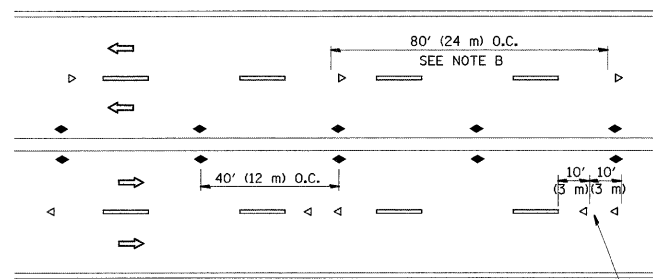 80' (24 m) O.C.
SEE NOTE B
40' (12 m) O.C.
10' 10'
(3 m) (3 m)